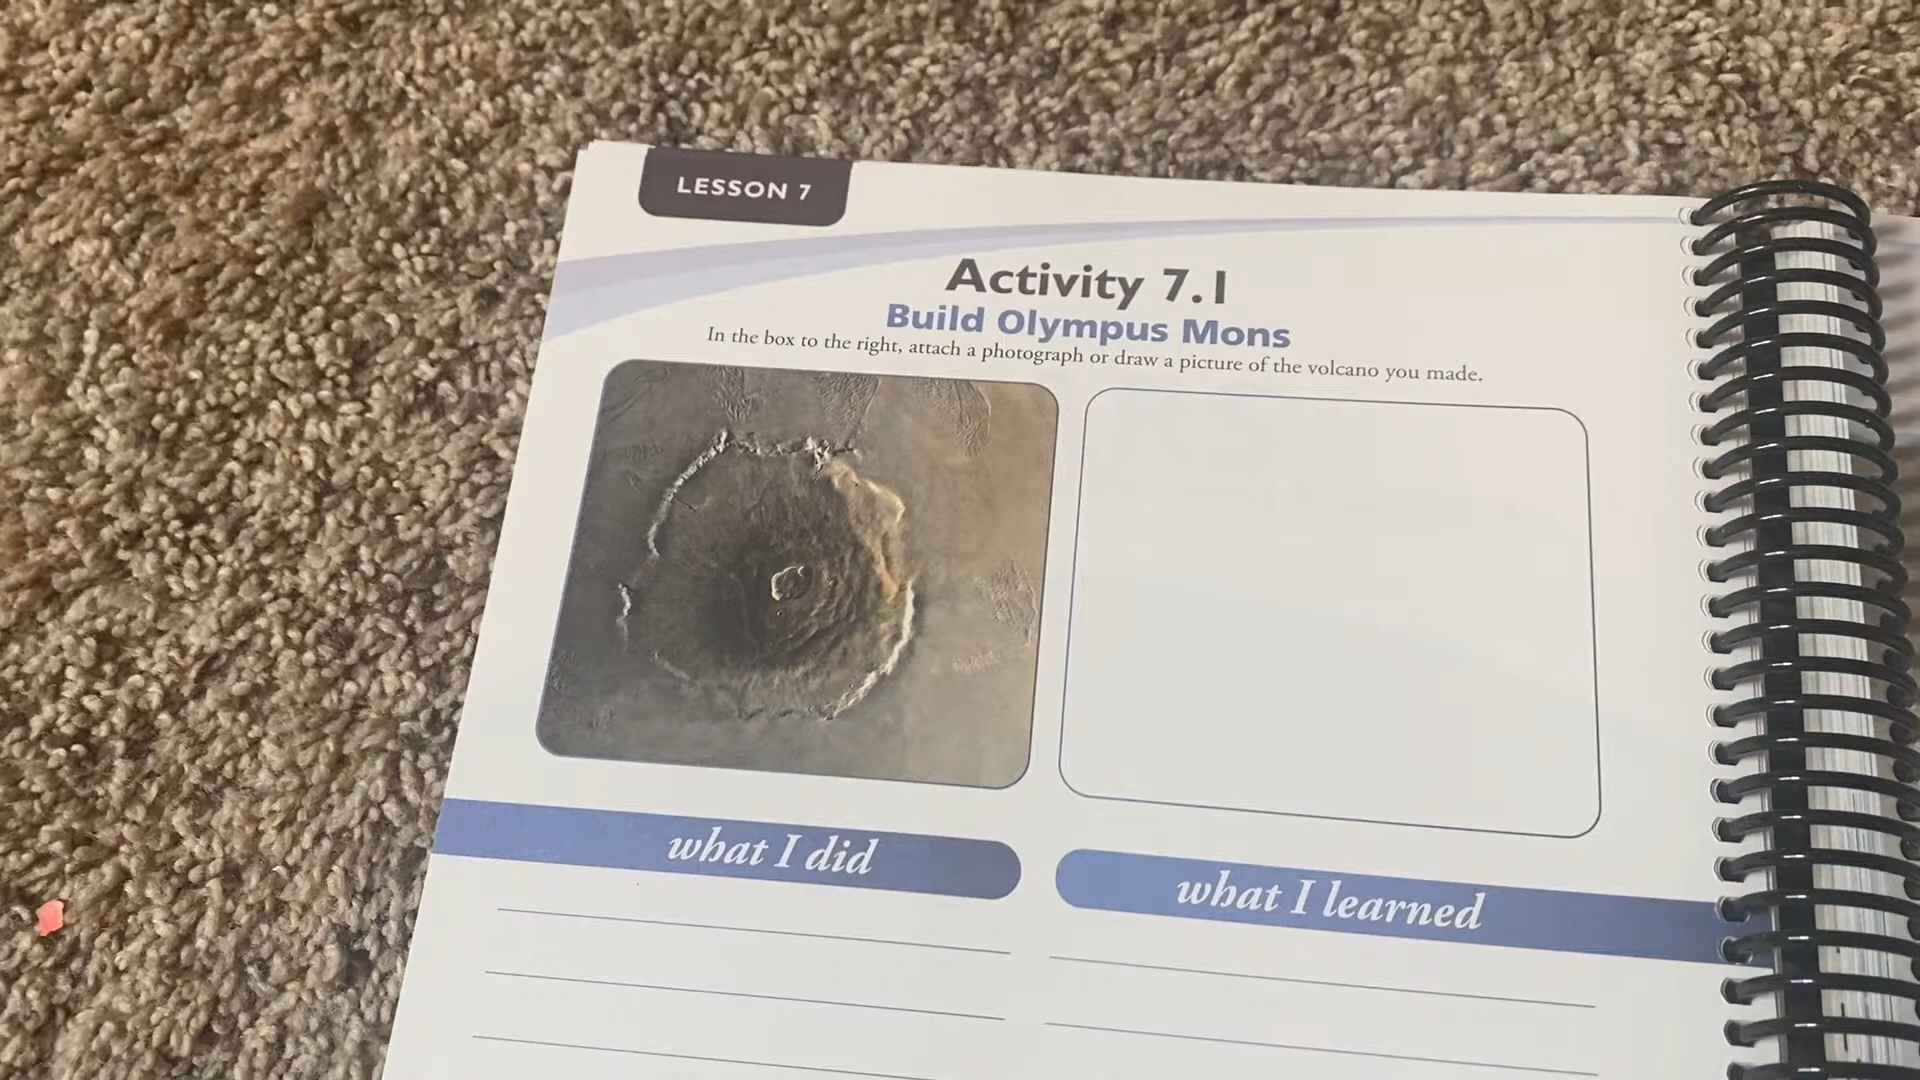 LESSON 7
Activity 7.1
Build Olympus Mons
In the box to the right, attach a photograph or draw a picture of the volcano you made.
what I did
what I learned